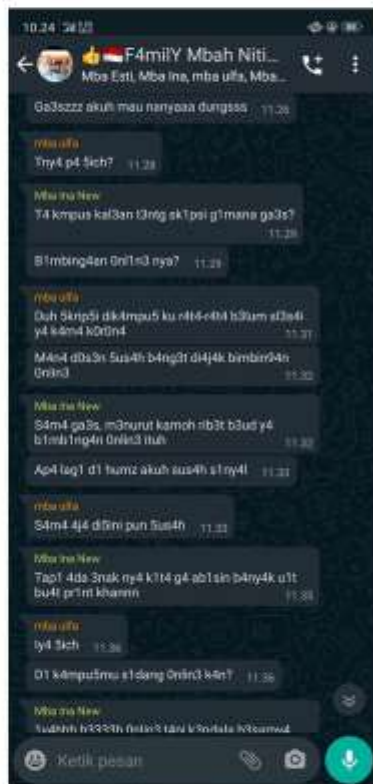 10.24
F4milY Mbah Niti...
Mba Esti, Mba Ina, mba ulfa, Mba...
Ga3szzz akuh mau nanyaaa dungsss 11.26
mba ulfa
Tny4 p4 5ich? 11.28
Mba Ina New
T4 kmpus kal3an t3ntg sk1psi g1mana ga3s?
11.29
B1mbing4an 0nl1n3 nya? 11.29
mba ulfa
Duh 5krip5i dik4mpu5 ku r4t4-r4t4 b3lum sl3s4i
y4 k4rn4 k0r0n4
11.31
M4n4 d0s3n 5us4h b4ng3t di4j4k bimbin94n
0nlin3
11.32
Mba Ina New
S4m4 ga3s, m3nurut kamoh rib3t b3ud y4
b1mb1ng4n 0nlin3 ituh
11.32
Ap4 lag1 d1 humz akuh sus4h s1ny4l 11.33
mba ulfa
S4m4 4j4 di5ini pun 5us4h 11.33
Mba Ina New
Tap1 4da 3nak ny4 k1t4 g4 ab1sin b4ny4k u1t
bu4t pr1nt khannn
11.35
mba ulfa
Iy4 5ich 11.36
D1 k4mpu5mu s1dang 0nlin3 k4n? 11.36
Mba Ina New
Ketik pesan